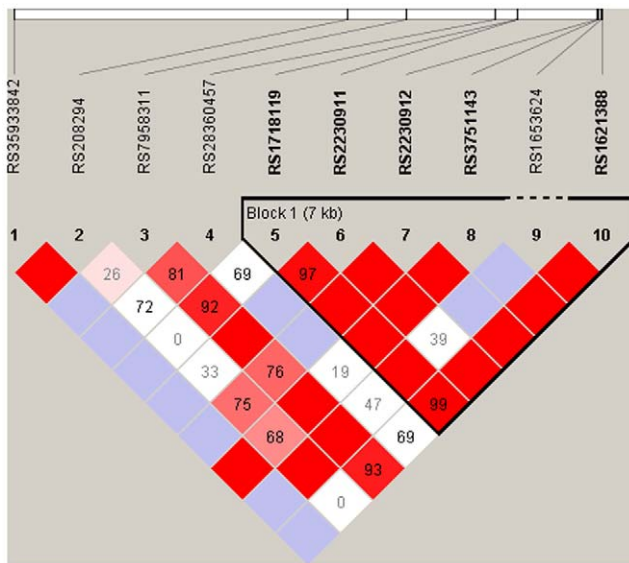 RS35933842
RS208294
RS7958311
RS28360457
RS1718119
RS2230911
RS2230912
RS3751143
RS1653624
RS1621388
Block 1 (7 kb)
1 2 3 4 5 6 7 8 9 10
26 81 69 97
72 92
0 39
33 76 19
75 47 99
68 69
93
0